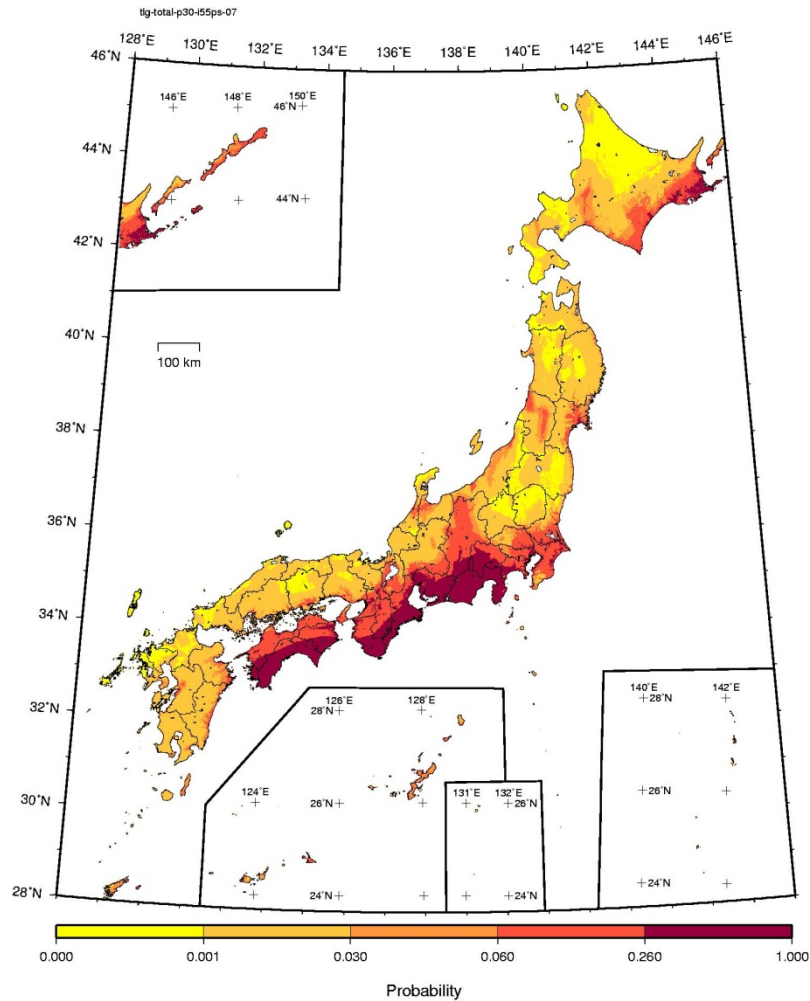 tlg-total-p30-i55ps-07
128˚E 130˚E 132˚E 134˚E 136˚E 138˚E 140˚E 142˚E 144˚E 146˚E
46˚N
146˚E 148˚E 150˚E
46˚N
44˚N
44˚N
42˚N
40˚N
100 km
38˚N
36˚N
34˚N
32˚N
126˚E 128˚E
28˚N
140˚E 142˚E
28˚N
30˚N
124˚E
26˚N
131˚E 132˚E
26˚N
26˚N
28˚N
24˚N
24˚N
24˚N
0.000 0.001 0.030 0.060 0.260 1.000
Probability